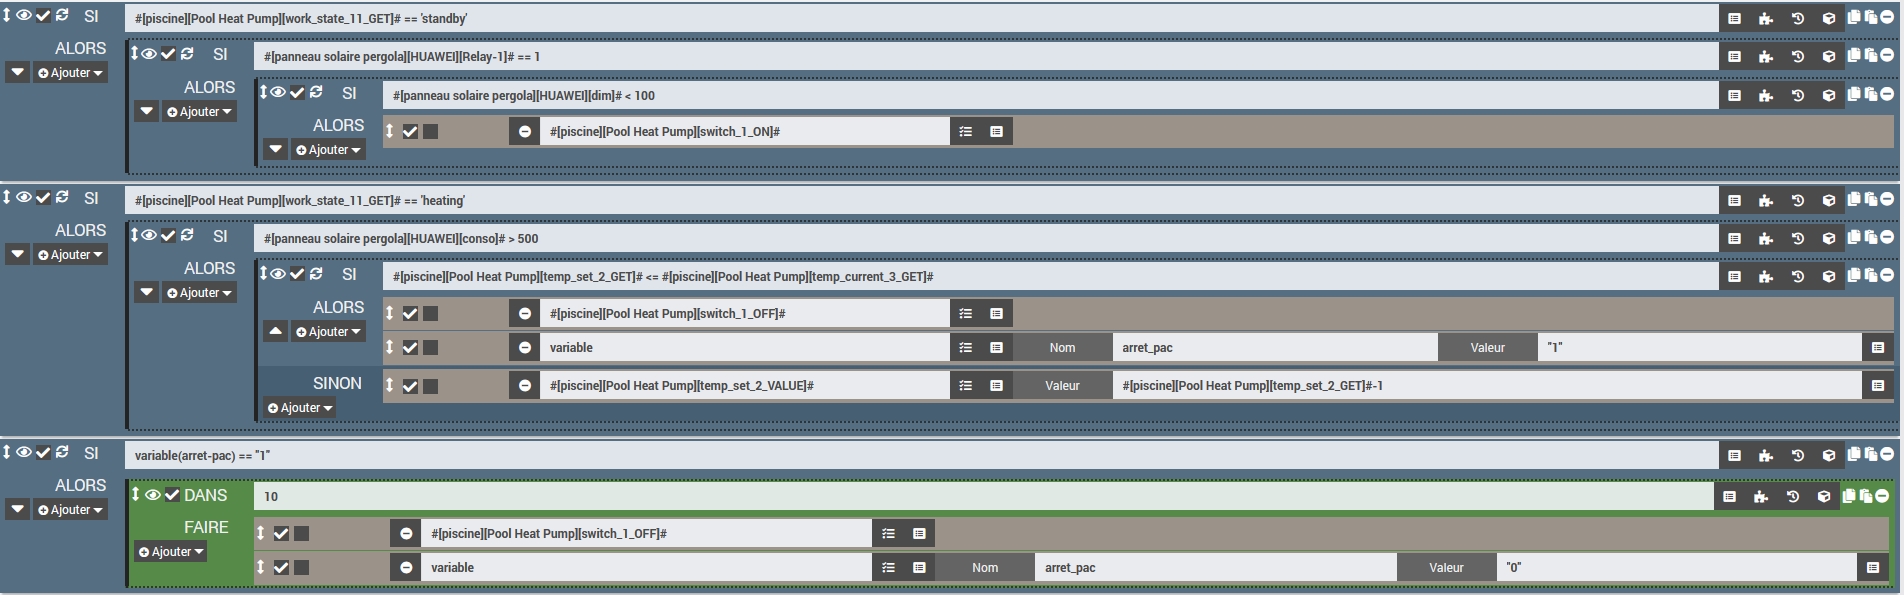 SI #[piscine][Pool Heat Pump][work_state_11_GET]# == 'standby'
ALORS SI #[panneau solaire pergola][HUAWEI][Relay-1]# == 1
Ajouter
ALORS SI #[panneau solaire pergola][HUAWEI][dim]# < 100
Ajouter
ALORS #[piscine][Pool Heat Pump][switch_1_ON]#
Ajouter
SI #[piscine][Pool Heat Pump][work_state_11_GET]# == 'heating'
ALORS SI #[panneau solaire pergola][HUAWEI][conso]# > 500
Ajouter
ALORS SI #[piscine][Pool Heat Pump][temp_set_2_GET]# <= #[piscine][Pool Heat Pump][temp_current_3_GET]#
Ajouter
ALORS #[piscine][Pool Heat Pump][switch_1_OFF]#
Ajouter
variable Nom arret_pac Valeur "1"
SINON #[piscine][Pool Heat Pump][temp_set_2_VALUE]# Valeur #[piscine][Pool Heat Pump][temp_set_2_GET]#-1
Ajouter
SI variable(arret-pac) == "1"
ALORS DANS 10
Ajouter
FAIRE #[piscine][Pool Heat Pump][switch_1_OFF]#
Ajouter
variable Nom arret_pac Valeur "0"